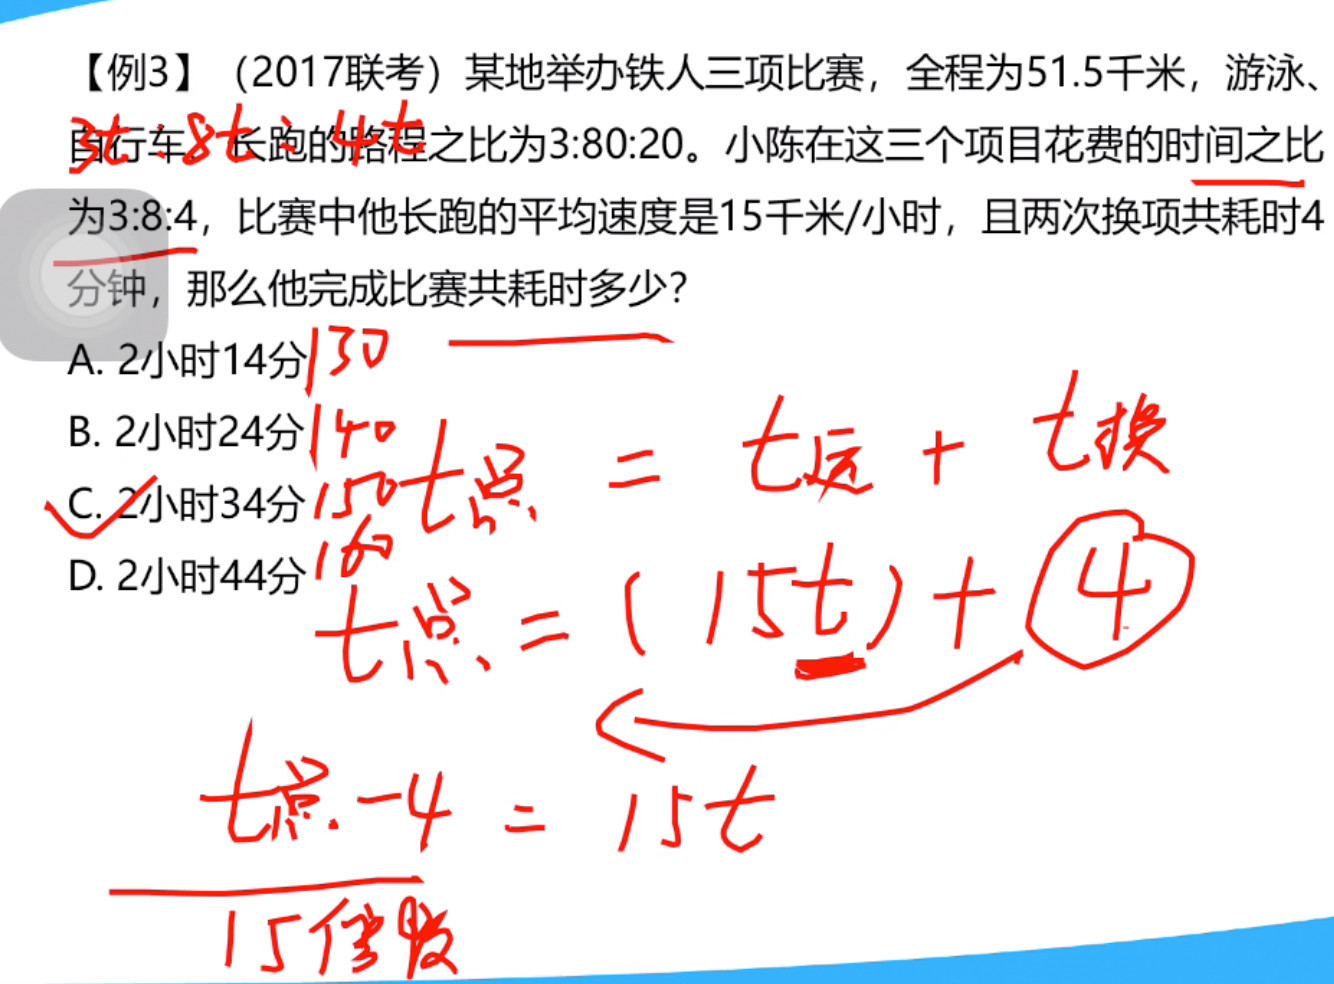 【例3】（2017联考）某地举办铁人三项比赛，全程为51.5千米，游泳、
3t:8t:4t
自行车、长跑的路程之比为3:80:20。小陈在这三个项目花费的时间之比
为3:8:4，比赛中他长跑的平均速度是15千米/小时，且两次换项共耗时4
分钟，那么他完成比赛共耗时多少？
A. 2小时14分 130
B. 2小时24分 140
C. 2小时34分 150
D. 2小时44分 160
t总 = t运 + t换
t总 = (15t) + 4
t总 - 4 = 15t
15倍数